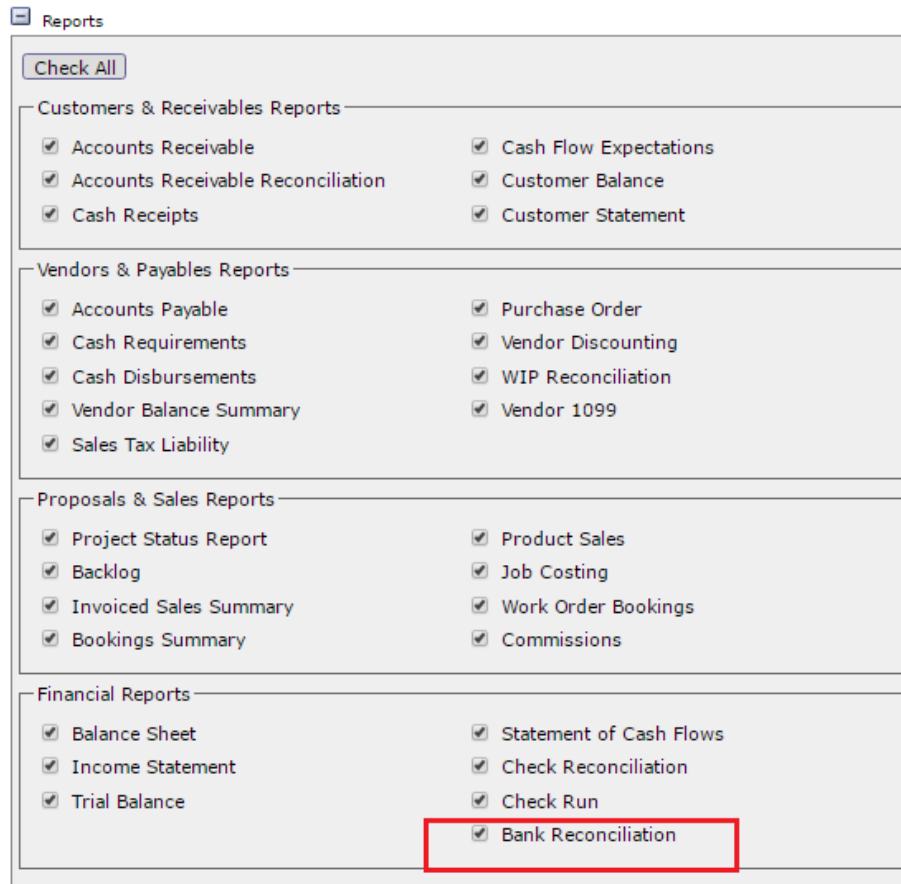 Reports
Check All
Customers & Receivables Reports
Accounts Receivable
Cash Flow Expectations
Accounts Receivable Reconciliation
Customer Balance
Cash Receipts
Customer Statement
Vendors & Payables Reports
Accounts Payable
Purchase Order
Cash Requirements
Vendor Discounting
Cash Disbursements
WIP Reconciliation
Vendor Balance Summary
Vendor 1099
Sales Tax Liability
Proposals & Sales Reports
Project Status Report
Product Sales
Backlog
Job Costing
Invoiced Sales Summary
Work Order Bookings
Bookings Summary
Commissions
Financial Reports
Balance Sheet
Statement of Cash Flows
Income Statement
Check Reconciliation
Trial Balance
Check Run
Bank Reconciliation